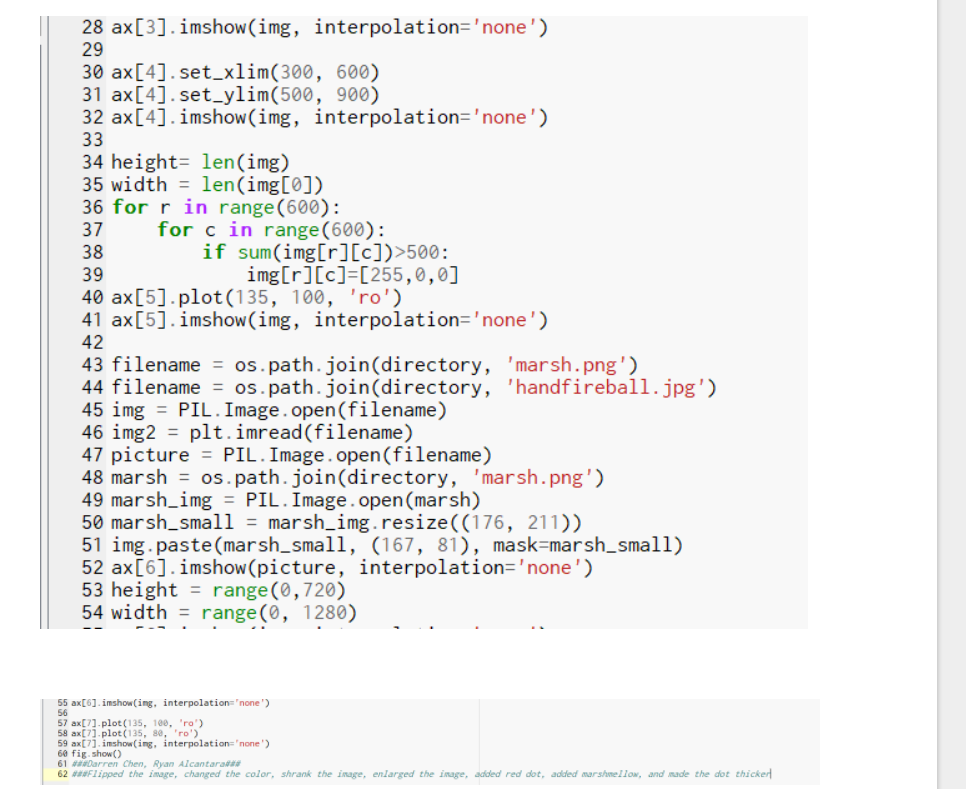 28 ax[3].imshow(img, interpolation='none')
29
30 ax[4].set_xlim(300, 600)
31 ax[4].set_ylim(500, 900)
32 ax[4].imshow(img, interpolation='none')
33
34 height= len(img)
35 width = len(img[0])
36 for r in range(600):
37     for c in range(600):
38         if sum(img[r][c])>500:
39             img[r][c]=[255,0,0]
40 ax[5].plot(135, 100, 'ro')
41 ax[5].imshow(img, interpolation='none')
42
43 filename = os.path.join(directory, 'marsh.png')
44 filename = os.path.join(directory, 'handfireball.jpg')
45 img = PIL.Image.open(filename)
46 img2 = plt.imread(filename)
47 picture = PIL.Image.open(filename)
48 marsh = os.path.join(directory, 'marsh.png')
49 marsh_img = PIL.Image.open(marsh)
50 marsh_small = marsh_img.resize((176, 211))
51 img.paste(marsh_small, (167, 81), mask=marsh_small)
52 ax[6].imshow(picture, interpolation='none')
53 height = range(0,720)
54 width = range(0, 1280)
55 ax[6].imshow(img, interpolation='none')
56
57 ax[7].plot(135, 100, 'ro')
58 ax[7].plot(135, 80, 'ro')
59 ax[7].imshow(img, interpolation='none')
60 fig.show()
61 ###Darren Chen, Ryan Alcantara###
62 ###Flipped the image, changed the color, shrank the image, enlarged the image, added red dot, added marshmellow, and made the dot thicker